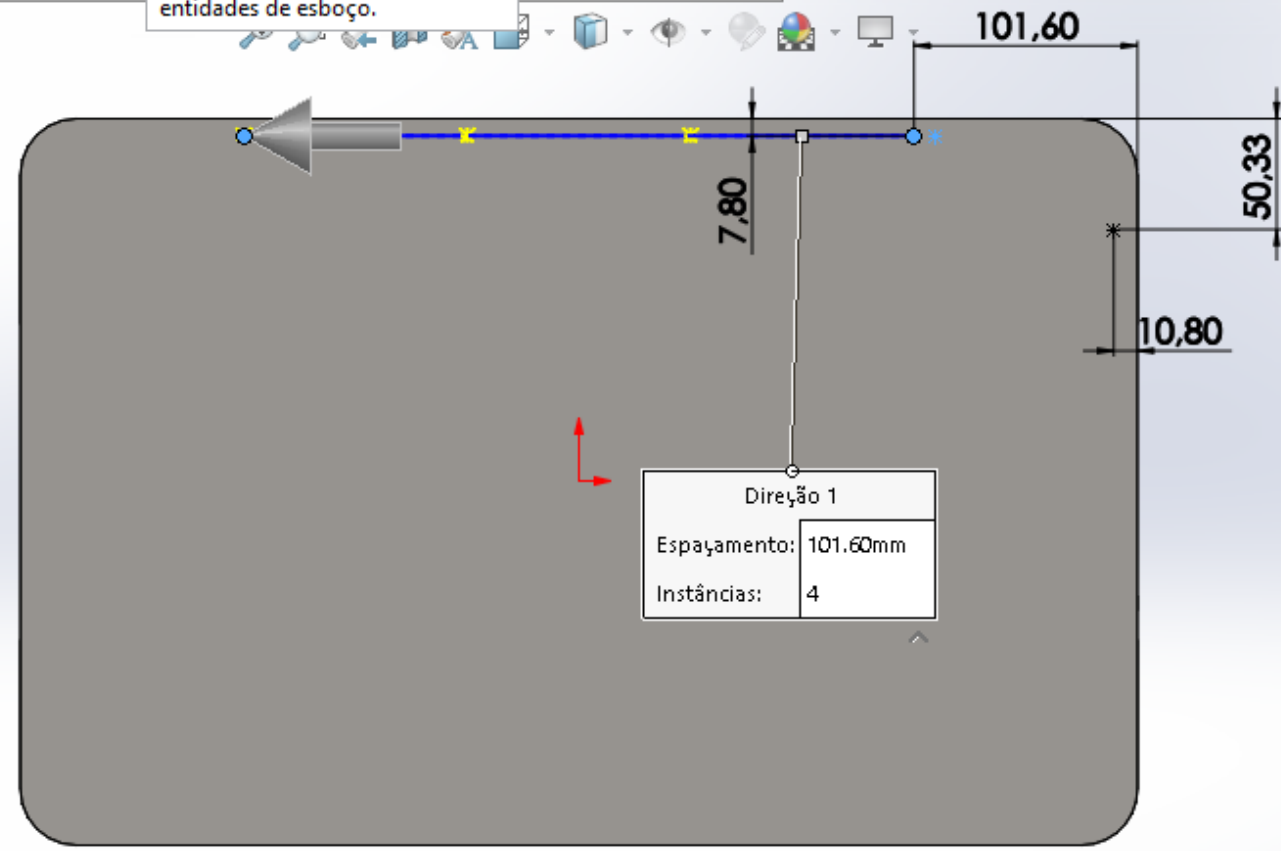 entidades de esboço.
101,60
7,80
50,33
10,80
Direção 1
Espaçamento: 101.60mm
Instâncias: 4